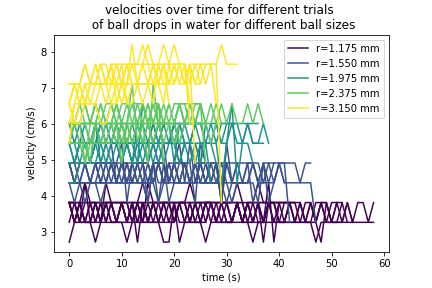 velocities over time for different trials
of ball drops in water for different ball sizes
8
7
6
5
4
3
velocity (cm/s)
r=1.175 mm
r=1.550 mm
r=1.975 mm
r=2.375 mm
r=3.150 mm
0 10 20 30 40 50 60
time (s)